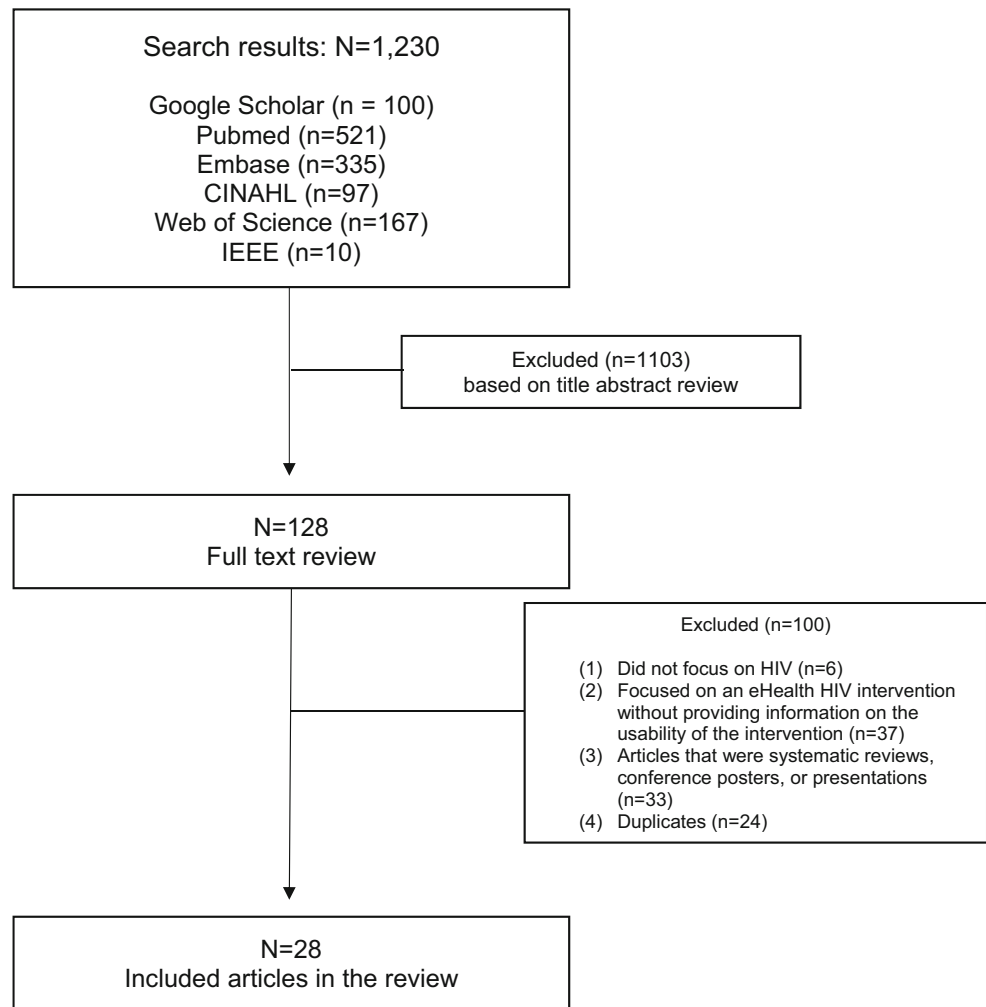 Search results: N=1,230
Google Scholar (n = 100)
Pubmed (n=521)
Embase (n=335)
CINAHL (n=97)
Web of Science (n=167)
IEEE (n=10)
Excluded (n=1103)
based on title abstract review
N=128
Full text review
Excluded (n=100)
(1) Did not focus on HIV (n=6)
(2) Focused on an eHealth HIV intervention
without providing information on the
usability of the intervention (n=37)
(3) Articles that were systematic reviews,
conference posters, or presentations
(n=33)
(4) Duplicates (n=24)
N=28
Included articles in the review